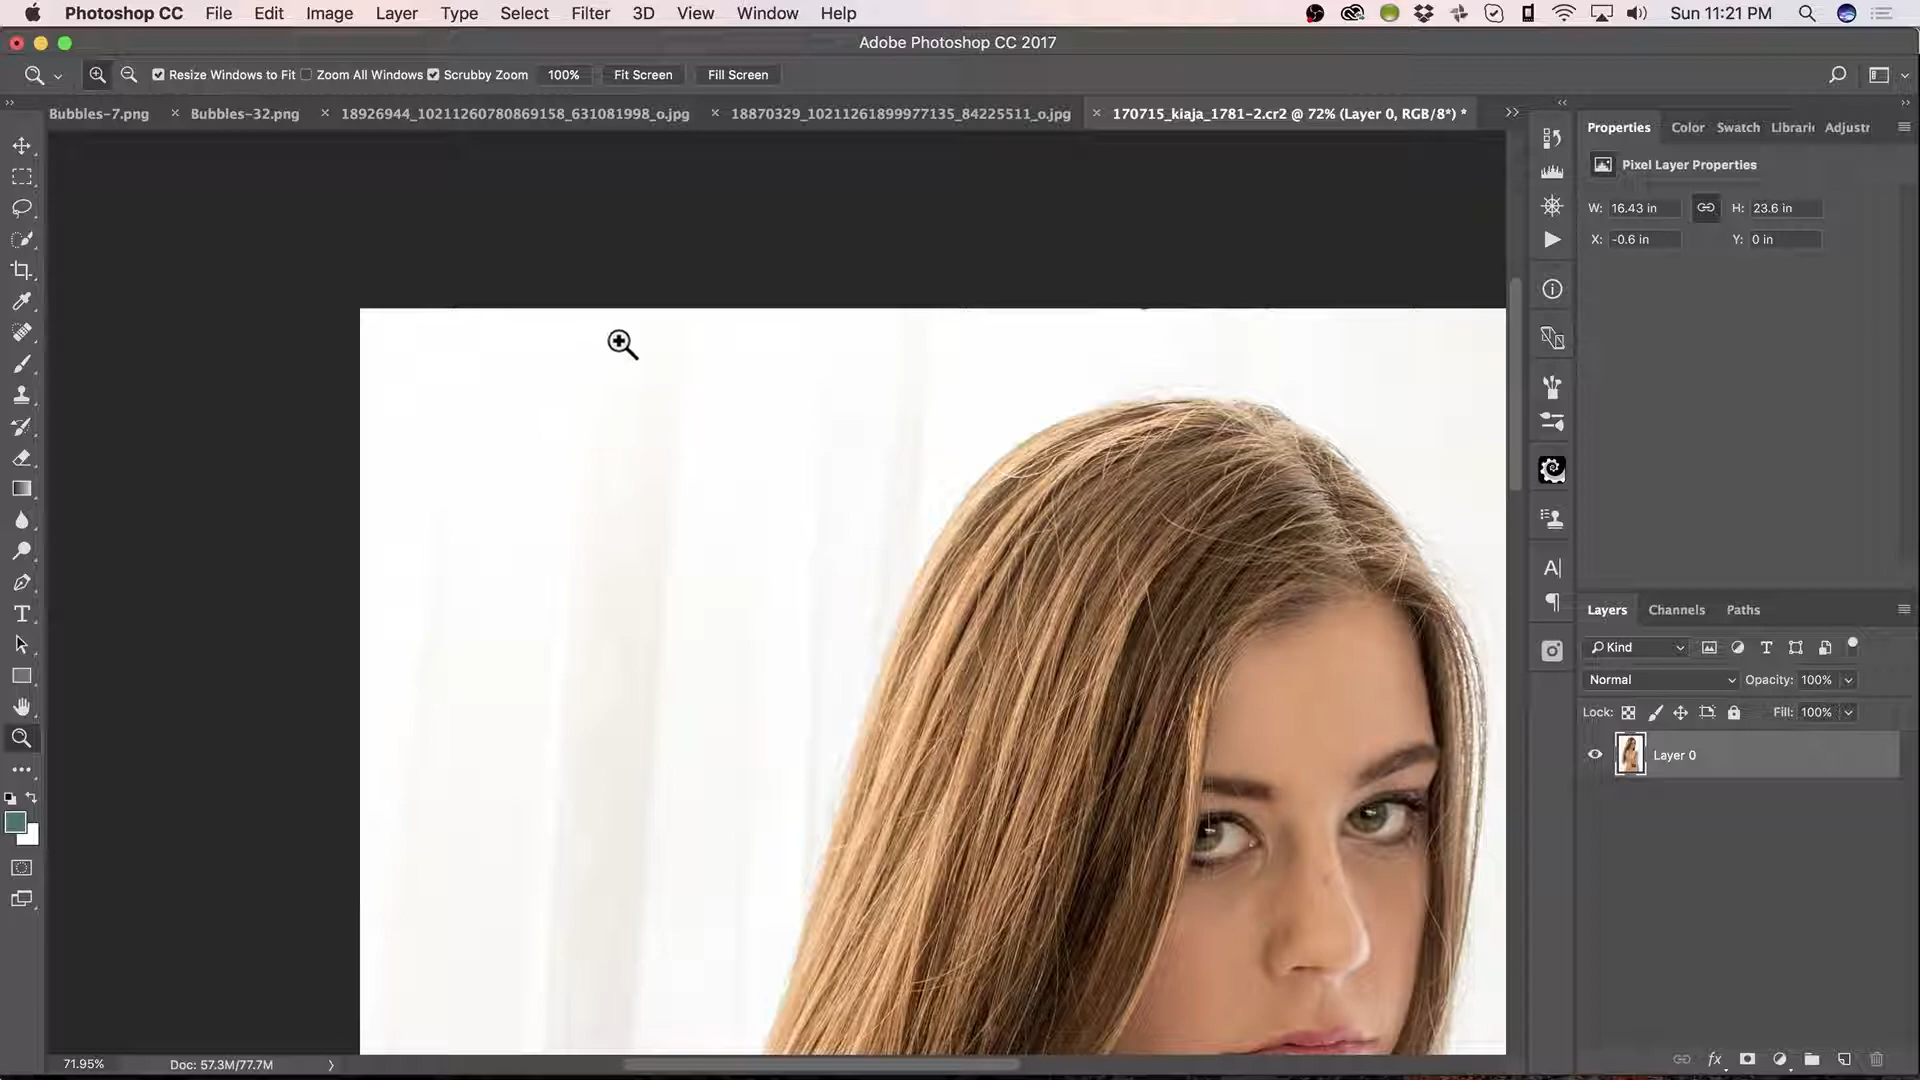 Photoshop CC File Edit Image Layer Type Select Filter 3D View Window Help Sun 11:21 PM
Adobe Photoshop CC 2017
Resize Windows to Fit Zoom All Windows Scrubby Zoom 100% Fit Screen Fill Screen
Bubbles-7.png × Bubbles-32.png × 18926944_10211260780869158_631081998_o.jpg × 18870329_10211261899977135_84225511_o.jpg × 170715_kiaja_1781-2.cr2 @ 72% (Layer 0, RGB/8*) *
Properties Color Swatch Librari Adjustr
Pixel Layer Properties
W: 16.43 in H: 23.6 in
X: -0.6 in Y: 0 in
Layers Channels Paths
Kind
Normal Opacity: 100%
Lock: Fill: 100%
Layer 0
71.95% Doc: 57.3M/77.7M